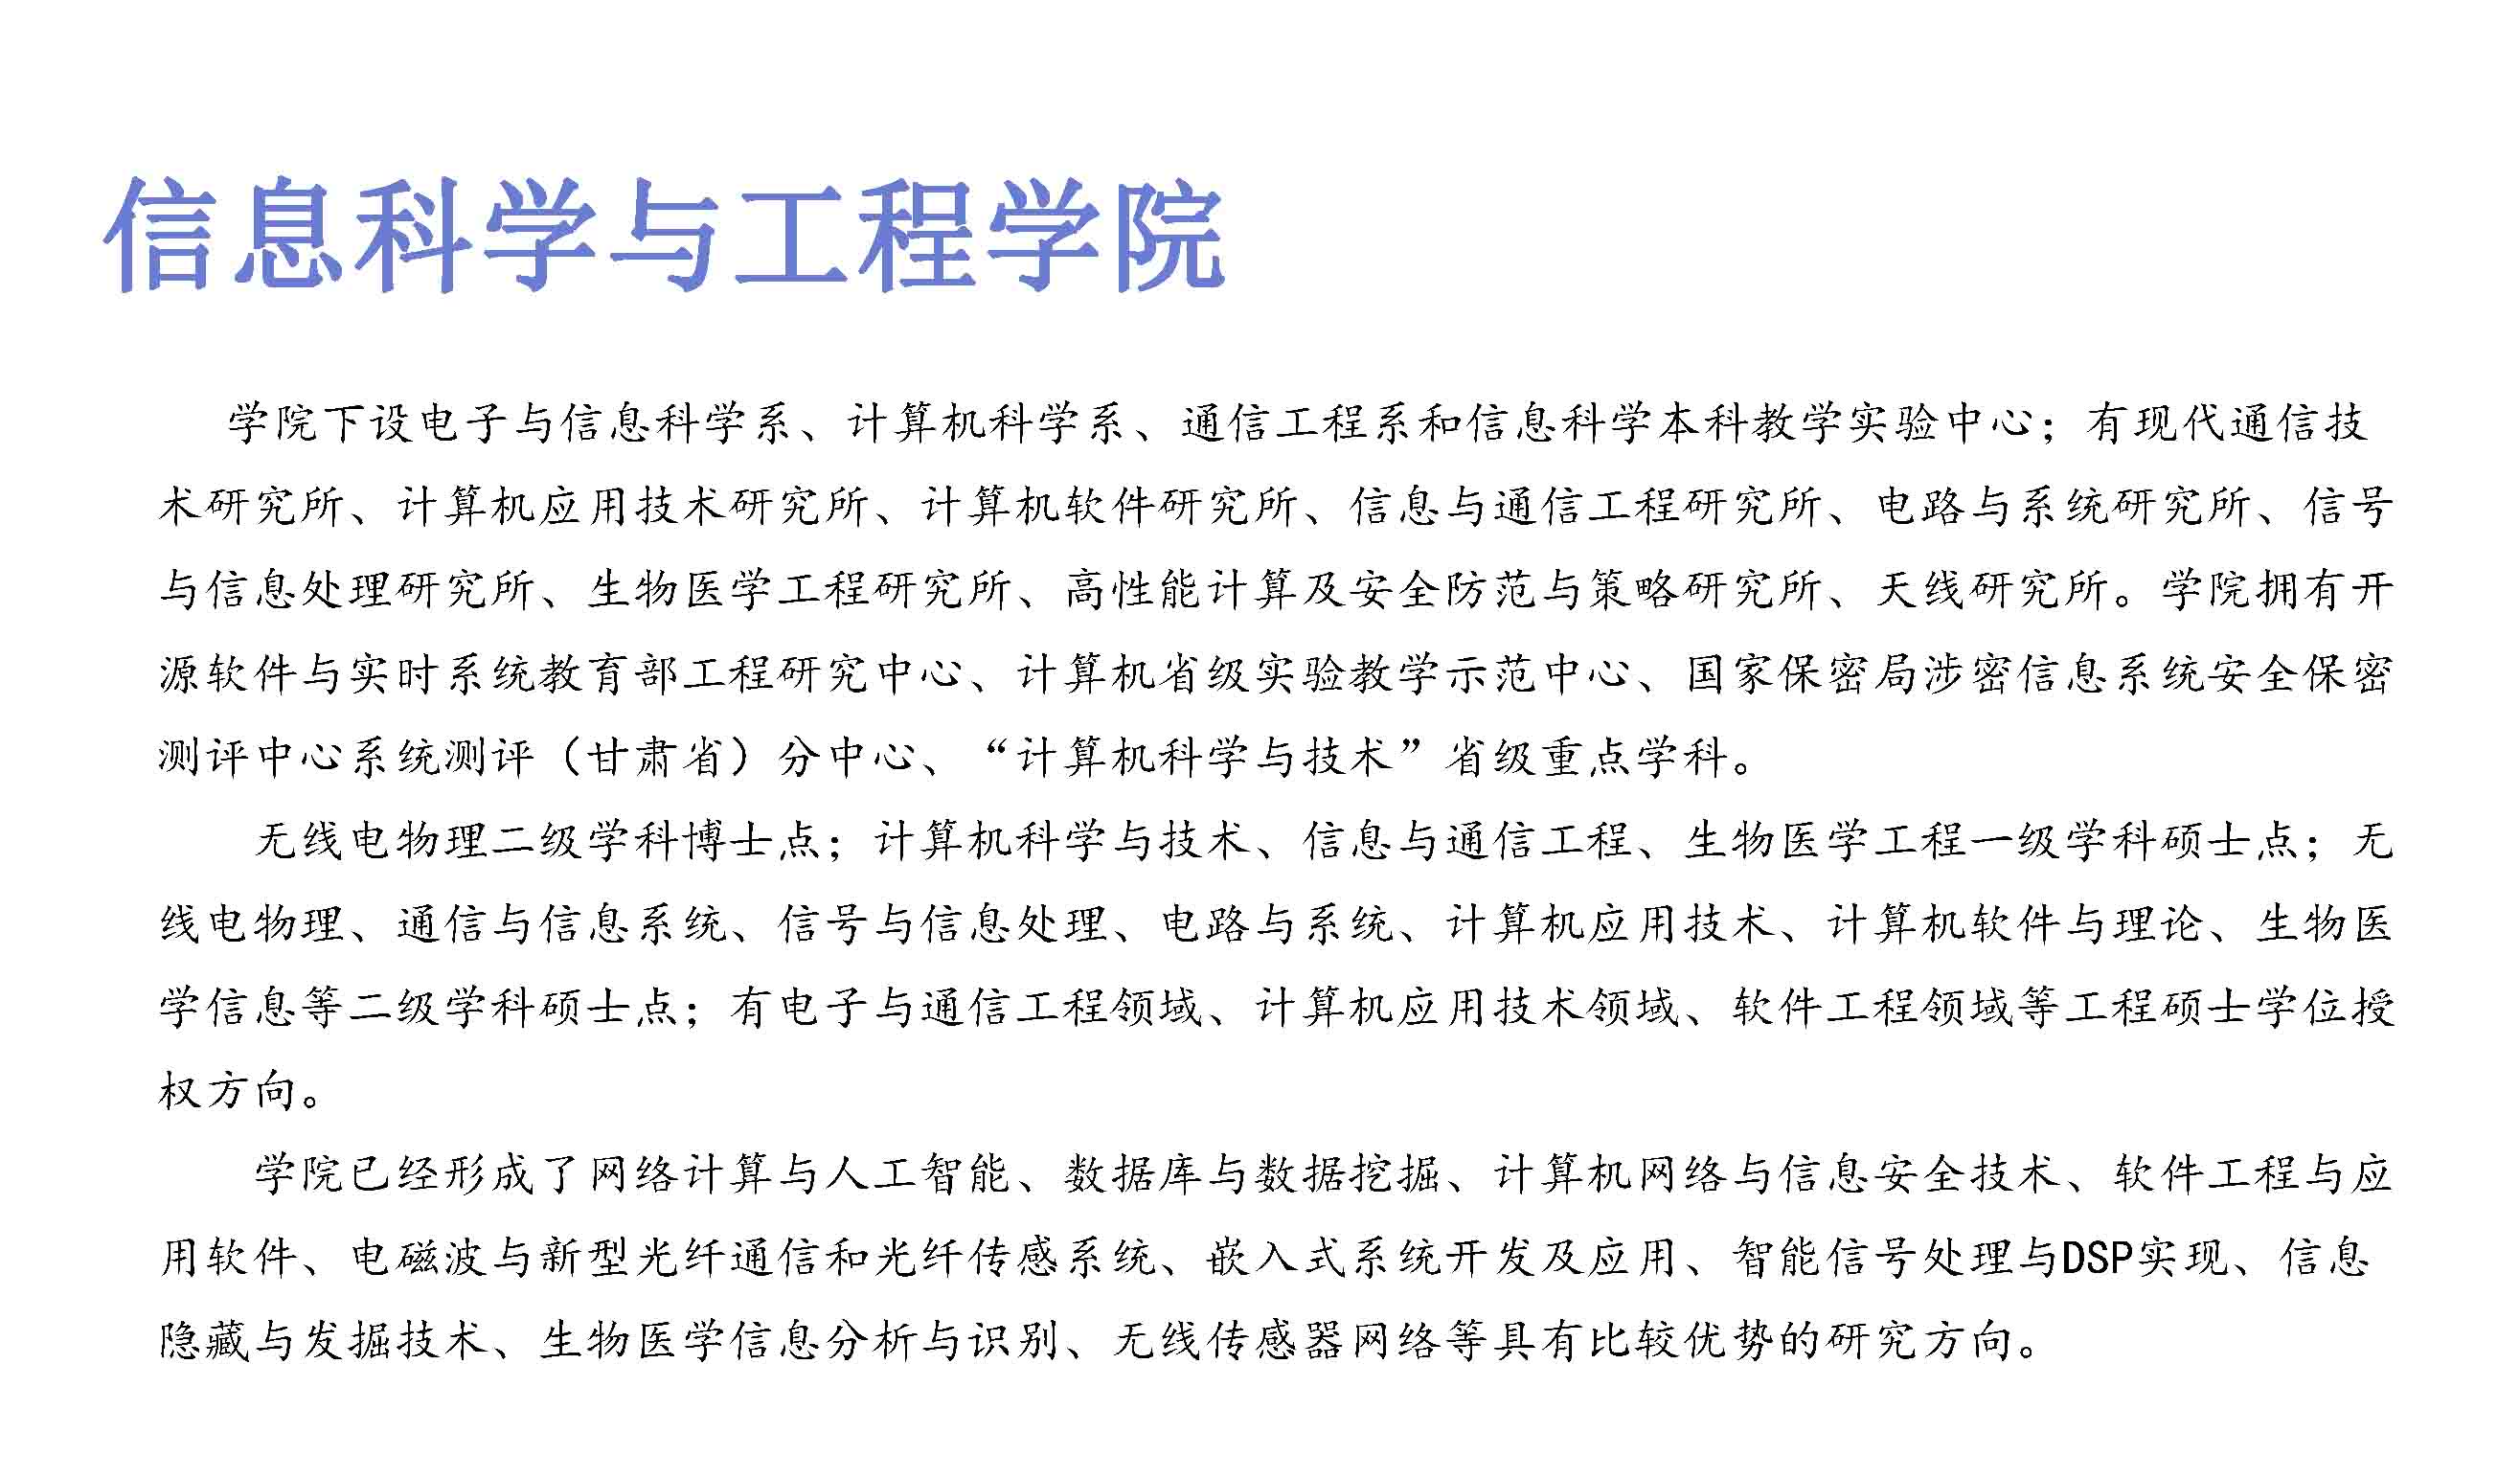 信息科学与工程学院
学院下设电子与信息科学系、计算机科学系、通信工程系和信息科学本科教学实验中心；有现代通信技
术研究所、计算机应用技术研究所、计算机软件研究所、信息与通信工程研究所、电路与系统研究所、信号
与信息处理研究所、生物医学工程研究所、高性能计算及安全防范与策略研究所、天线研究所。学院拥有开
源软件与实时系统教育部工程研究中心、计算机省级实验教学示范中心、国家保密局涉密信息系统安全保密
测评中心系统测评（甘肃省）分中心、“计算机科学与技术”省级重点学科。
无线电物理二级学科博士点；计算机科学与技术、信息与通信工程、生物医学工程一级学科硕士点；无
线电物理、通信与信息系统、信号与信息处理、电路与系统、计算机应用技术、计算机软件与理论、生物医
学信息等二级学科硕士点；有电子与通信工程领域、计算机应用技术领域、软件工程领域等工程硕士学位授
权方向。
学院已经形成了网络计算与人工智能、数据库与数据挖掘、计算机网络与信息安全技术、软件工程与应
用软件、电磁波与新型光纤通信和光纤传感系统、嵌入式系统开发及应用、智能信号处理与DSP实现、信息
隐藏与发掘技术、生物医学信息分析与识别、无线传感器网络等具有比较优势的研究方向。